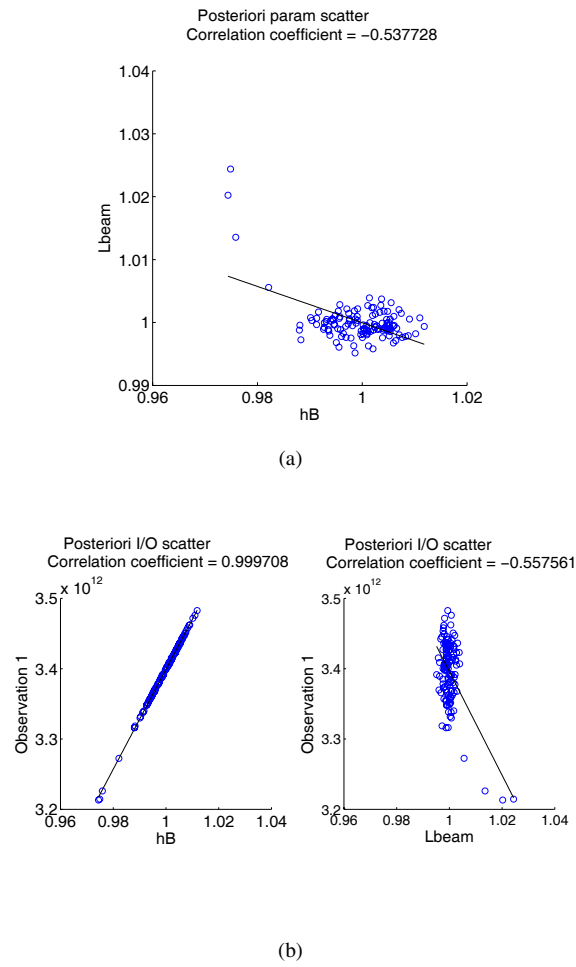 Posteriori param scatter
Correlation coefficient = −0.537728
1.04
1.03
1.02
1.01
1
0.99
Lbeam
0.96 0.98 1 1.02
hB
(a)
Posteriori I/O scatter
Correlation coefficient = 0.999708
x 10^12
3.5
3.4
3.3
3.2
Observation 1
0.96 0.98 1 1.02 1.04
hB
Posteriori I/O scatter
Correlation coefficient = −0.557561
x 10^12
3.5
3.4
3.3
3.2
Observation 1
0.96 0.98 1 1.02 1.04
Lbeam
(b)